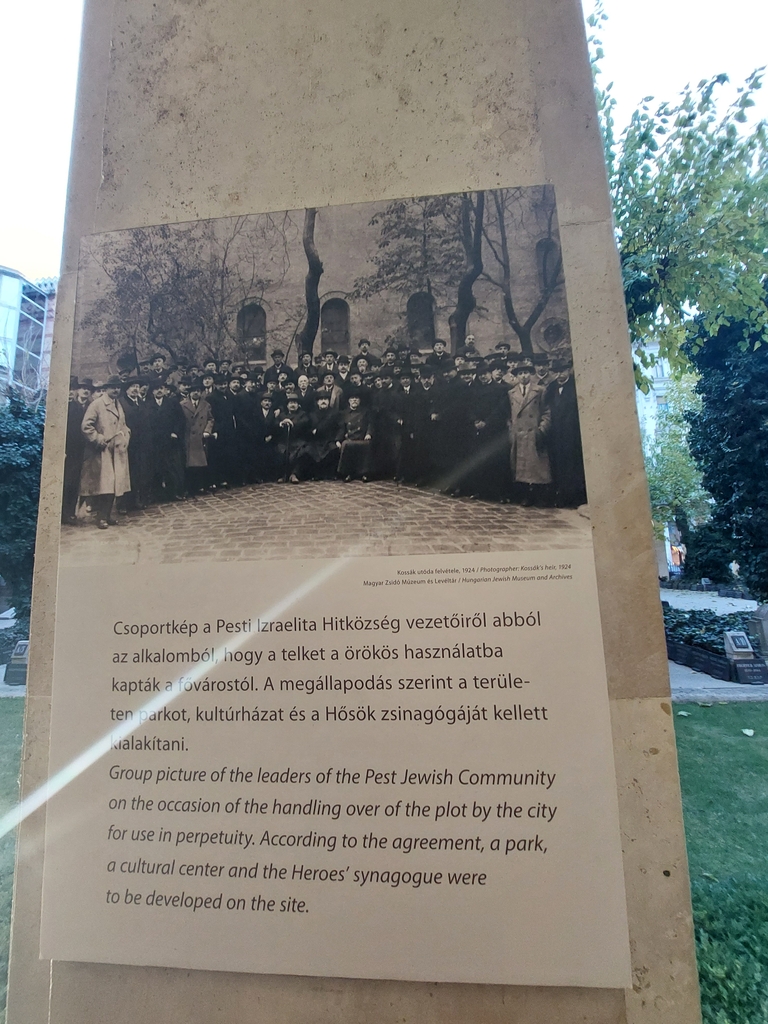 Kossák utóda felvétele, 1924 / Photographer: Kossák's heir, 1924
Magyar Zsidó Múzeum és Levéltár / Hungarian Jewish Museum and Archives
Csoportkép a Pesti Izraelita Hitközség vezetőiről abból
az alkalomból, hogy a telket a örökös használatba
kapták a fővárostól. A megállapodás szerint a terüle-
ten parkot, kultúrházat és a Hősök zsinagógáját kellett
kialakítani.
Group picture of the leaders of the Pest Jewish Community
on the occasion of the handling over of the plot by the city
for use in perpetuity. According to the agreement, a park,
a cultural center and the Heroes' synagogue were
to be developed on the site.